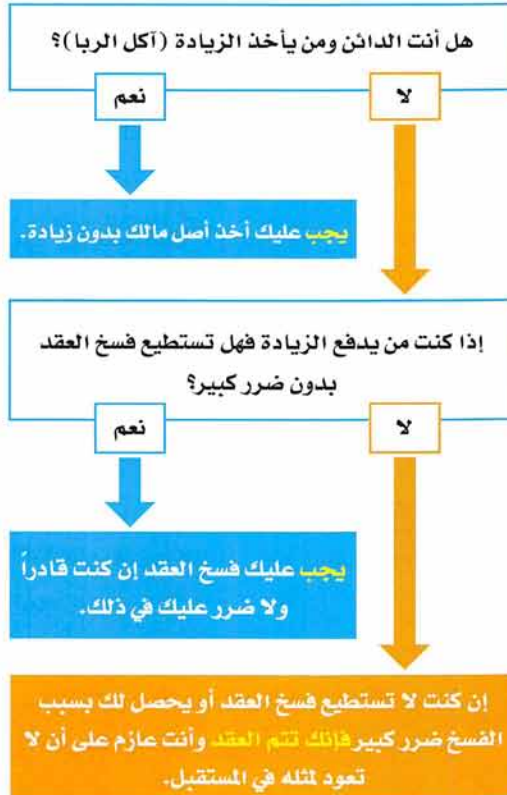 هل أنت الدائن ومن يأخذ الزيادة (آكل الربا)؟
لا
نعم
يجب عليك أخذ أصل مالك بدون زيادة.
إذا كنت من يدفع الزيادة فهل تستطيع فسخ العقد
بدون ضرر كبير؟
لا
نعم
يجب عليك فسخ العقد إن كنت قادراً
ولا ضرر عليك في ذلك.
إن كنت لا تستطيع فسخ العقد أو يحصل لك بسبب
الفسخ ضرر كبير فإنك تتم العقد وأنت عازم على أن لا
تعود لمثله في المستقبل.